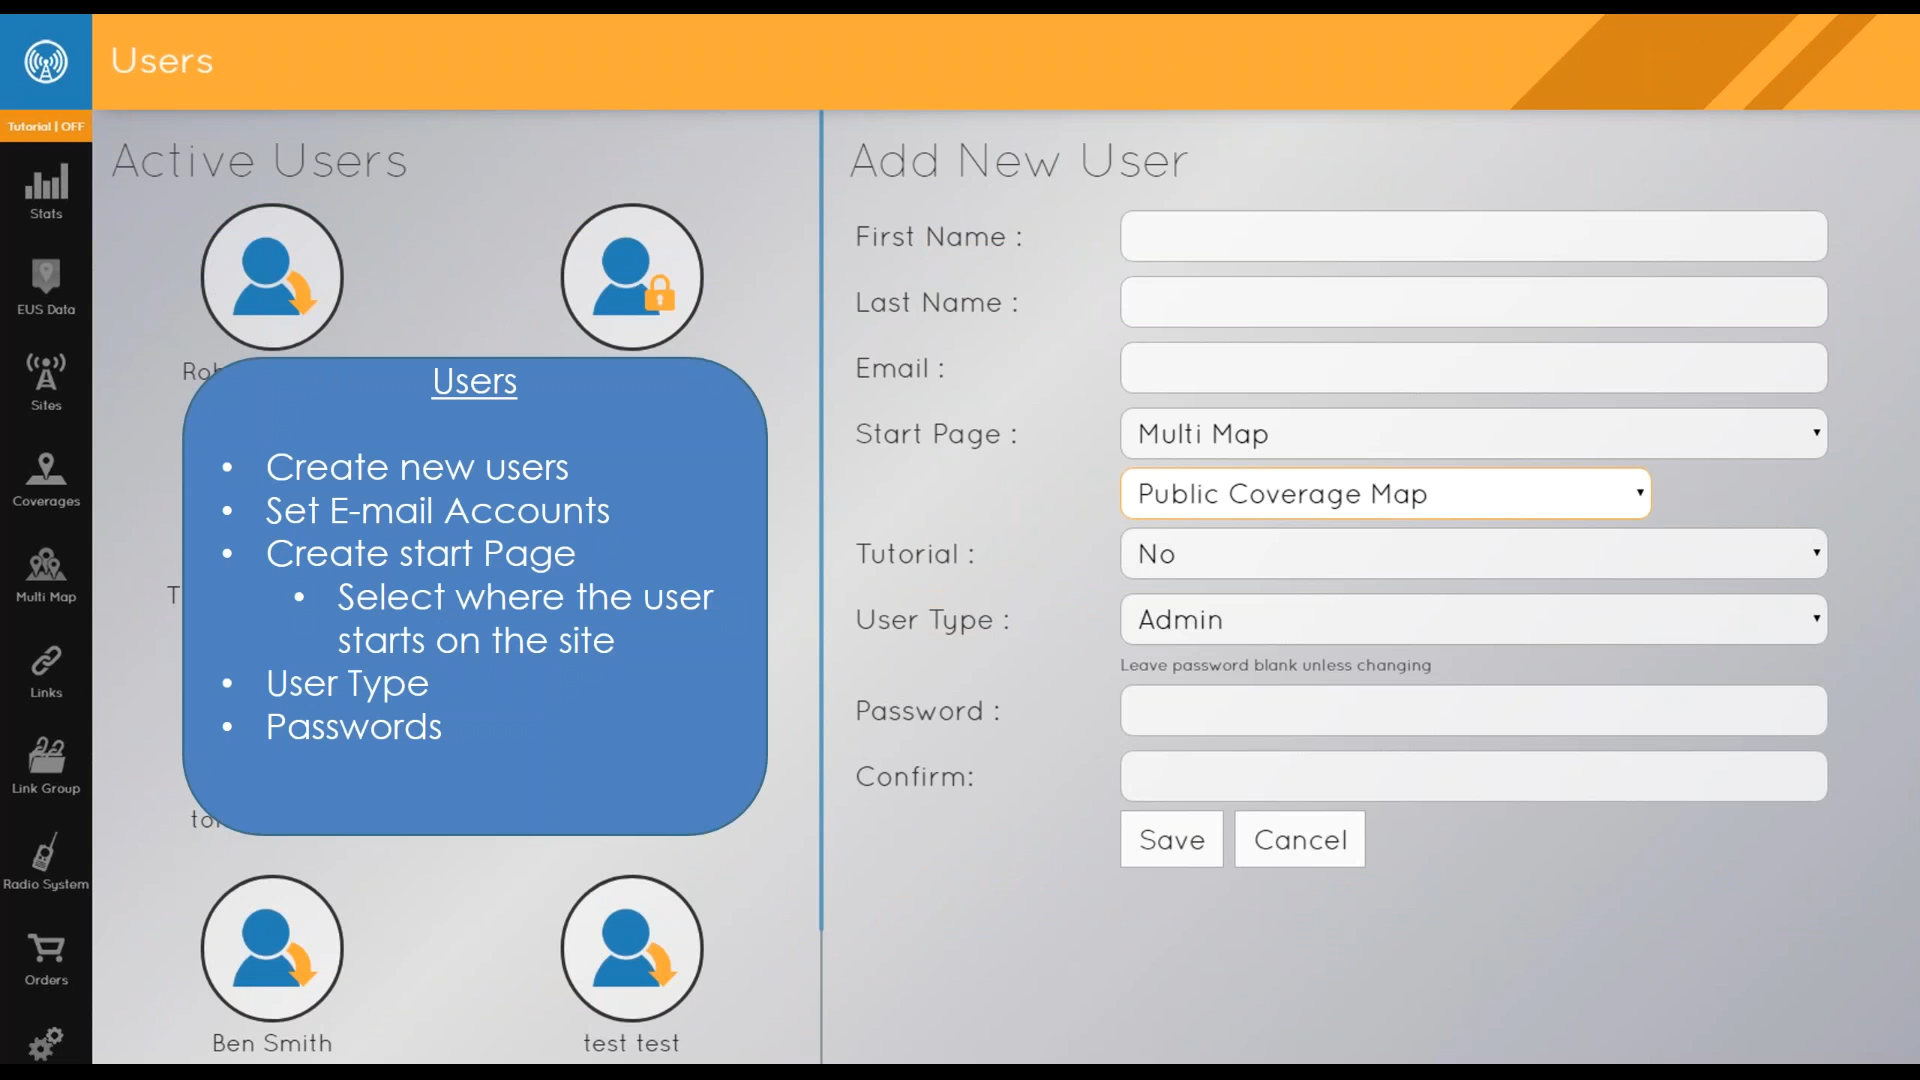 Users
Tutorial | OFF
Stats
EUS Data
Sites
Coverages
Multi Map
Links
Link Group
Radio System
Orders
Active Users
Users
• Create new users
• Set E-mail Accounts
• Create start Page
• Select where the user
starts on the site
• User Type
• Passwords
Ben Smith
test test
Add New User
First Name :
Last Name :
Email :
Start Page : Multi Map
Public Coverage Map
Tutorial : No
User Type : Admin
Leave password blank unless changing
Password :
Confirm:
Save Cancel